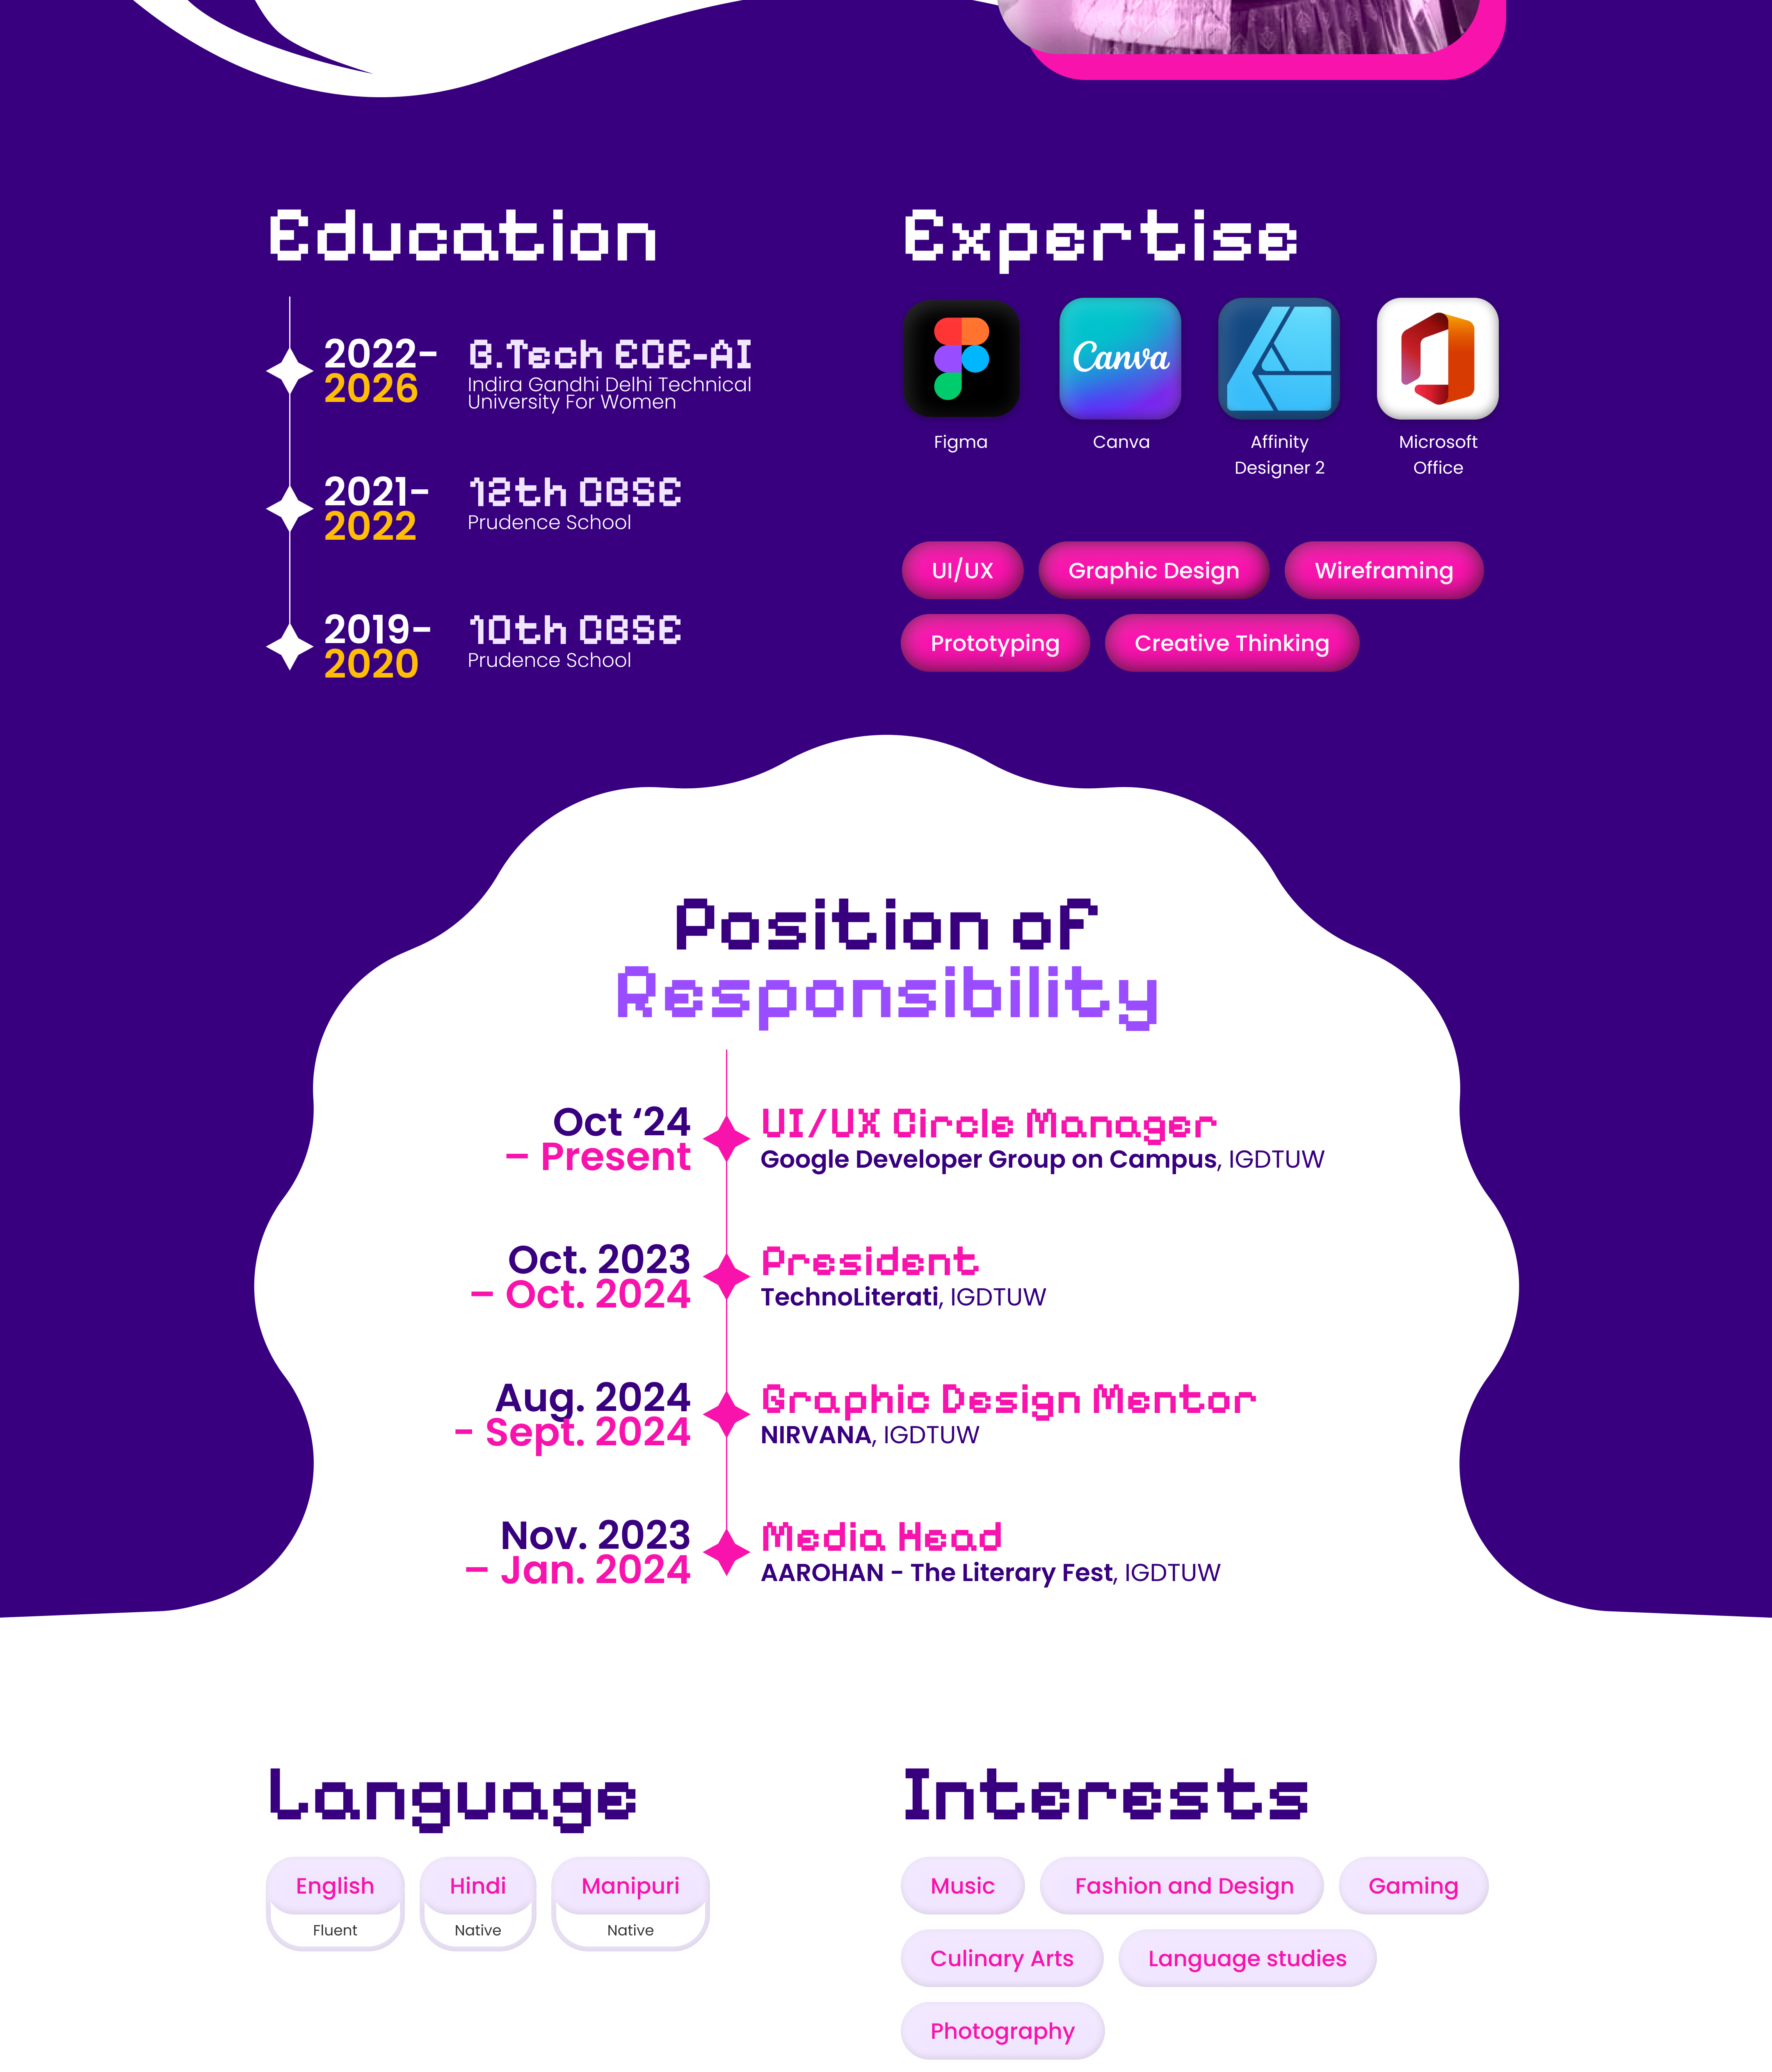 Education
2022-
2026
B.Tech ECE-AI
Indira Gandhi Delhi Technical
University For Women
2021-
2022
12th CBSE
Prudence School
2019-
2020
10th CBSE
Prudence School
Expertise
Canva
Figma
Canva
Affinity
Designer 2
Microsoft
Office
UI/UX
Graphic Design
Wireframing
Prototyping
Creative Thinking
Position of
Responsibility
Oct ‘24
– Present
UI/UX Circle Manager
Google Developer Group on Campus, IGDTUW
Oct. 2023
– Oct. 2024
President
TechnoLiterati, IGDTUW
Aug. 2024
- Sept. 2024
Graphic Design Mentor
NIRVANA, IGDTUW
Nov. 2023
– Jan. 2024
Media Head
AAROHAN - The Literary Fest, IGDTUW
Language
English
Fluent
Hindi
Native
Manipuri
Native
Interests
Music
Fashion and Design
Gaming
Culinary Arts
Language studies
Photography